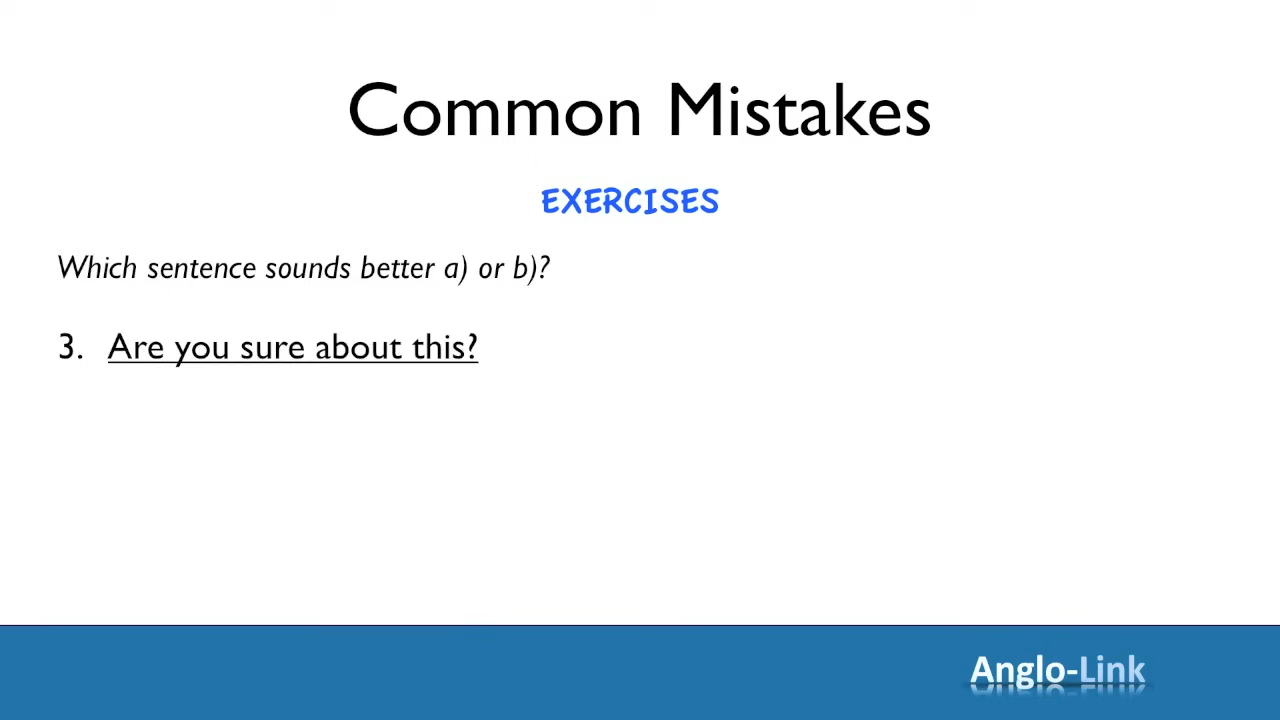 Common Mistakes
EXERCISES
Which sentence sounds better a) or b)?
3. Are you sure about this?
Anglo-Link